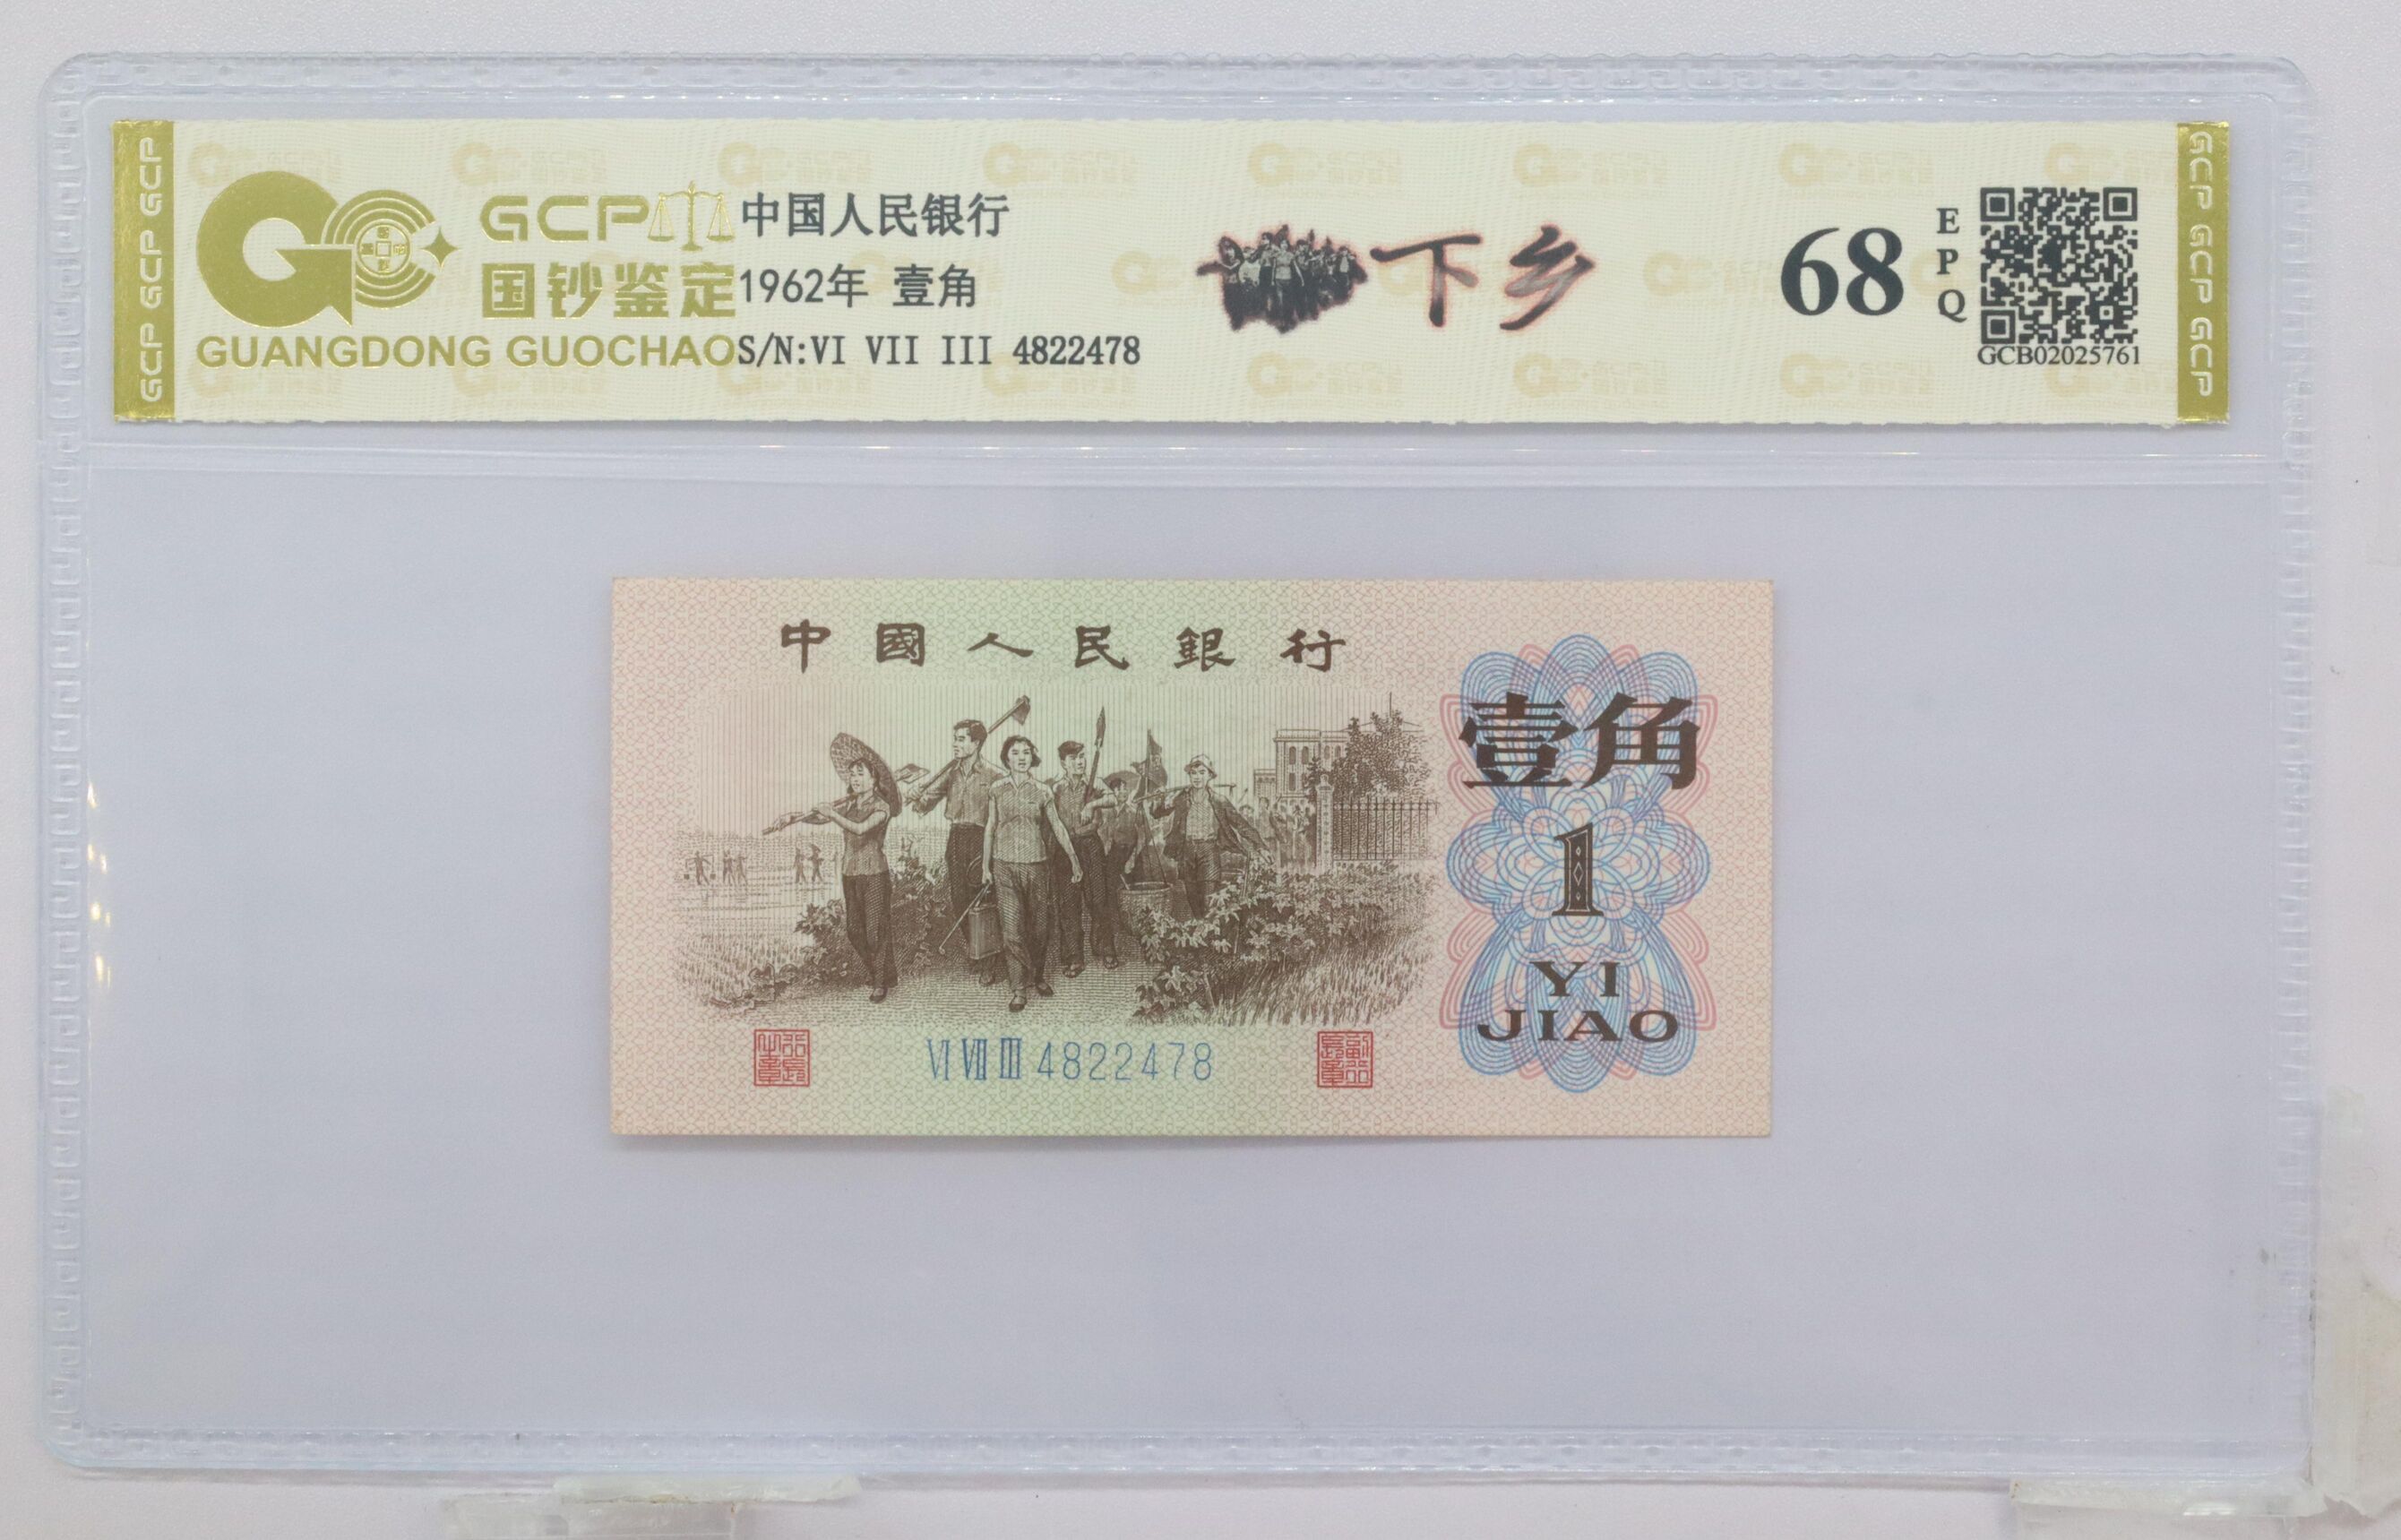 GCP GCP GCP
GCP
国钞鉴定
GUANGDONG GUOCHAO
中国人民银行
1962年 壹角
S/N:VI VII III 4822478
下乡
68
EPQ
GCB02025761
GCP GCP GCP
中國人民銀行
壹角
1
YI
JIAO
VI VII III 4822478